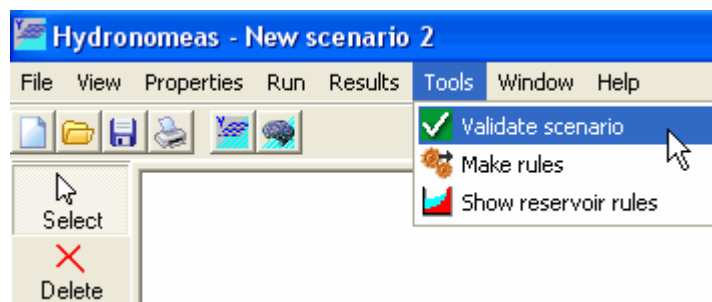 Hydronomeas - New scenario 2
File View Properties Run Results Tools Window Help
Validate scenario
Make rules
Show reservoir rules
Select
Delete